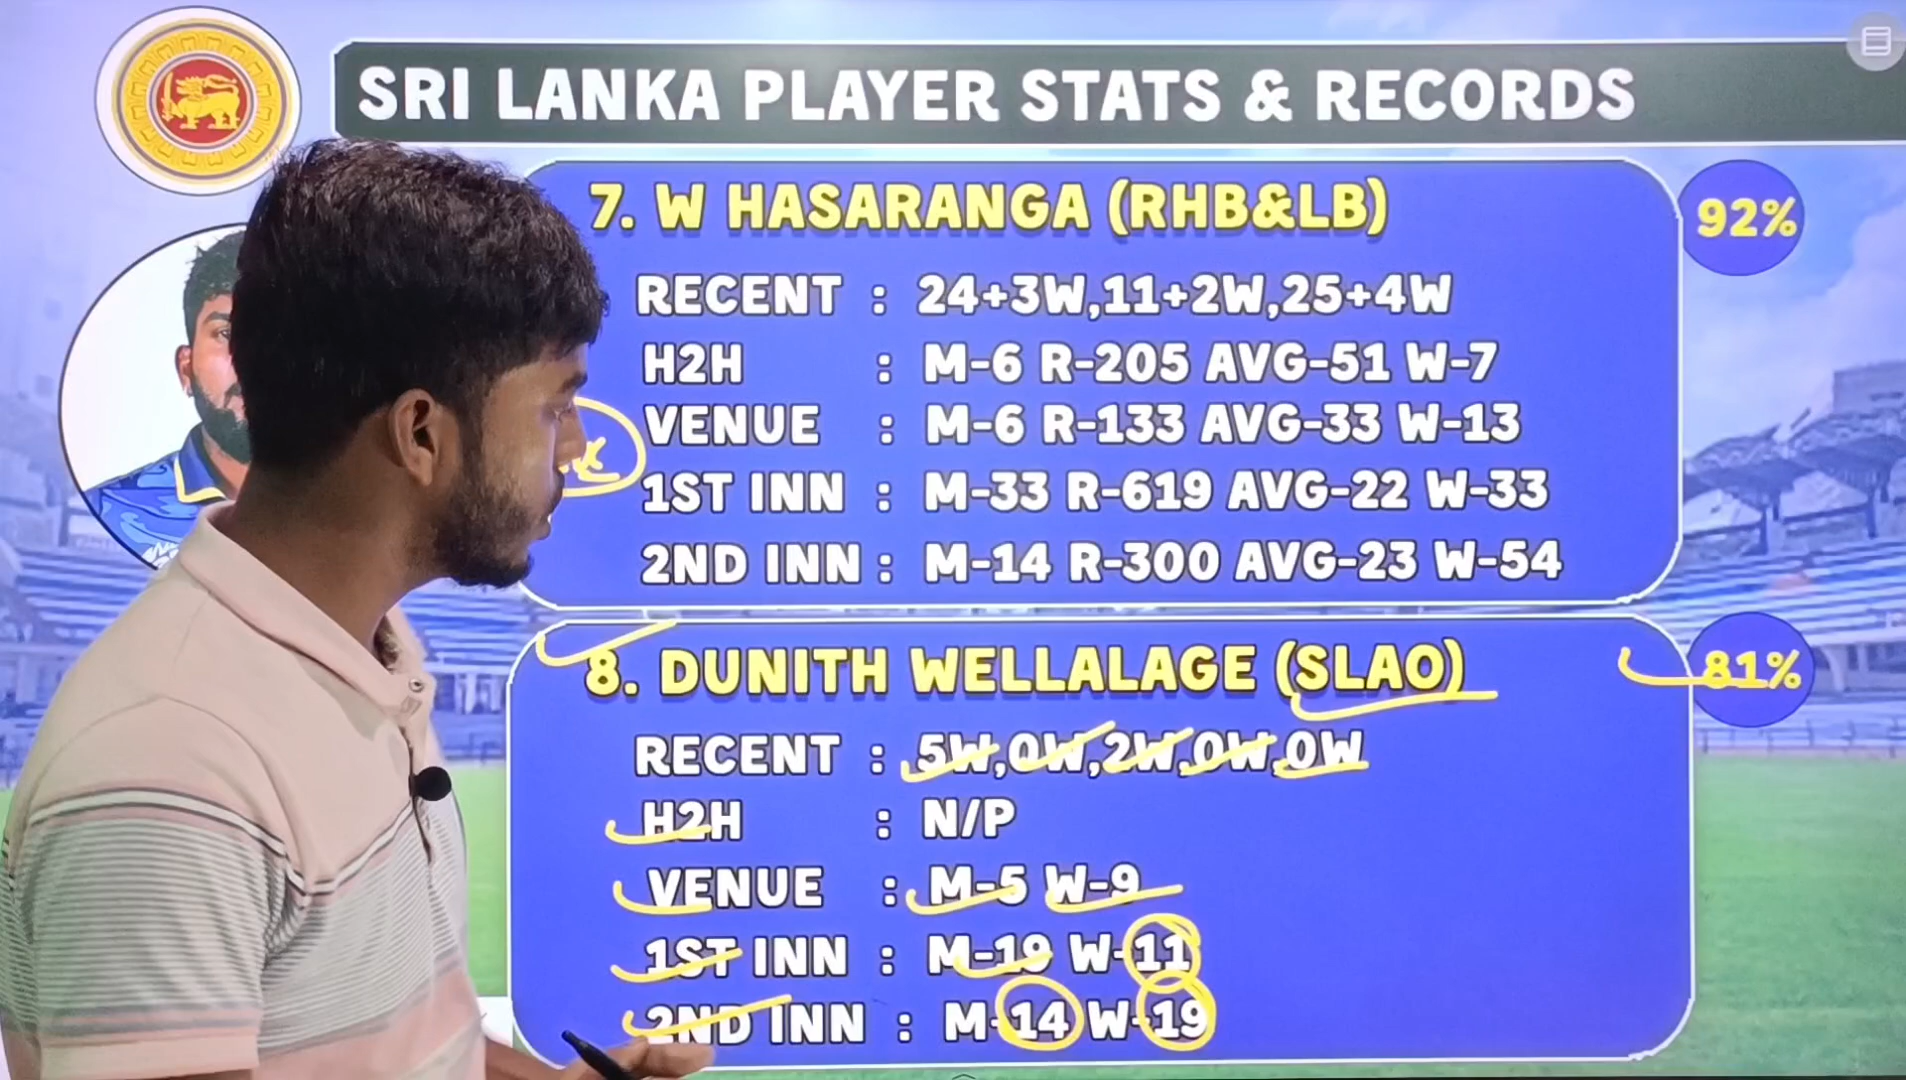 SRI LANKA PLAYER STATS & RECORDS
7. W HASARANGA (RHB&LB)
92%
RECENT : 24+3W,11+2W,25+4W
H2H : M-6 R-205 AVG-51 W-7
VENUE : M-6 R-133 AVG-33 W-13
1ST INN : M-33 R-619 AVG-22 W-33
2ND INN : M-14 R-300 AVG-23 W-54
8. DUNITH WELLALAGE (SLAO)
81%
RECENT : 5W,0W,2W,0W,0W
H2H : N/P
VENUE : M-5 W-9
1ST INN : M-19 W-11
2ND INN : M-14 W-19